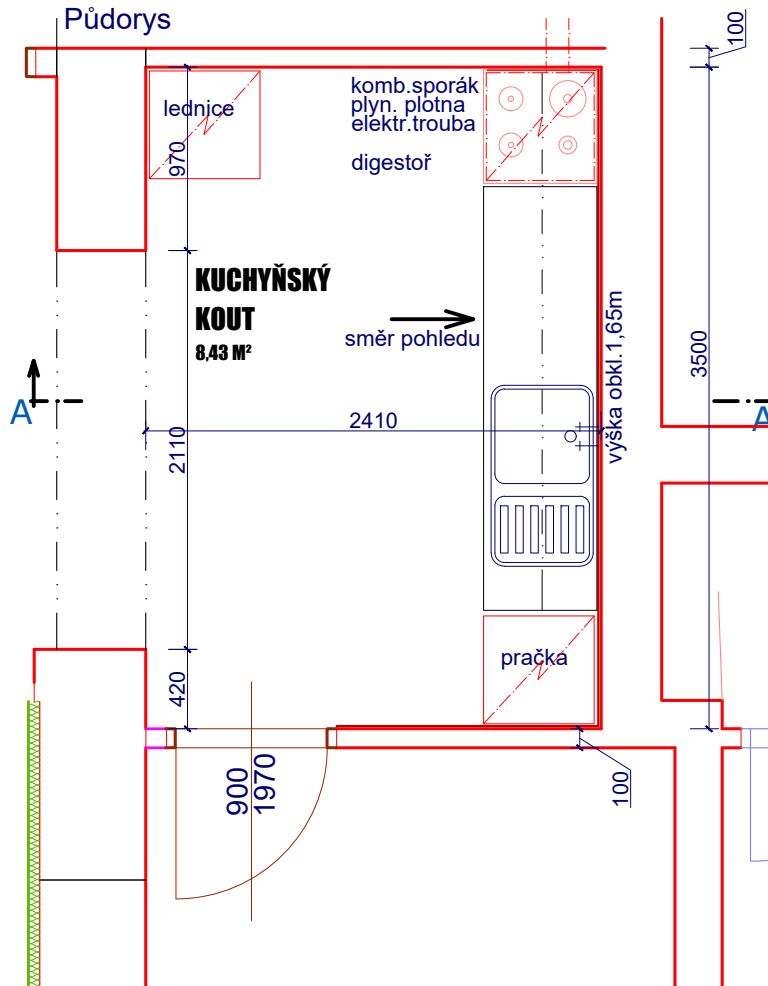 Půdorys
100
lednice
komb.sporák
plyn. plotna
elektr.trouba
digestoř
970
KUCHYŇSKÝ
KOUT
8,43 M²
směr pohledu
výška obkl.1,65m
3500
A
A
2410
2110
420
pračka
900
1970
100